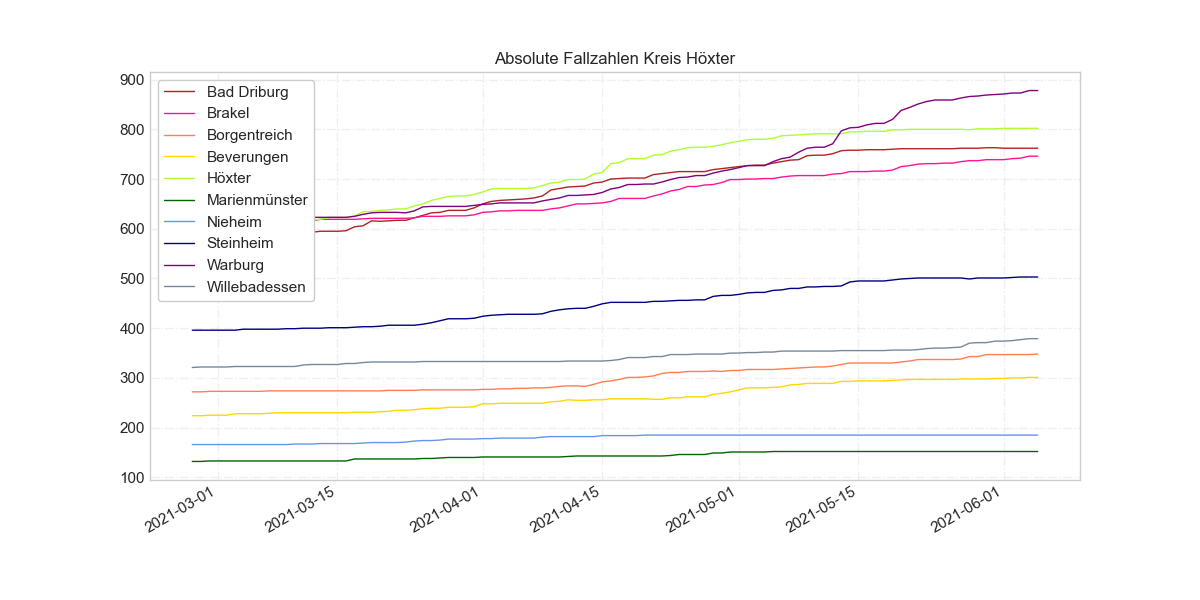 Absolute Fallzahlen Kreis Höxter
900
800
700
600
500
400
300
200
100
Bad Driburg
Brakel
Borgentreich
Beverungen
Höxter
Marienmünster
Nieheim
Steinheim
Warburg
Willebadessen
2021-03-01
2021-03-15
2021-04-01
2021-04-15
2021-05-01
2021-05-15
2021-06-01